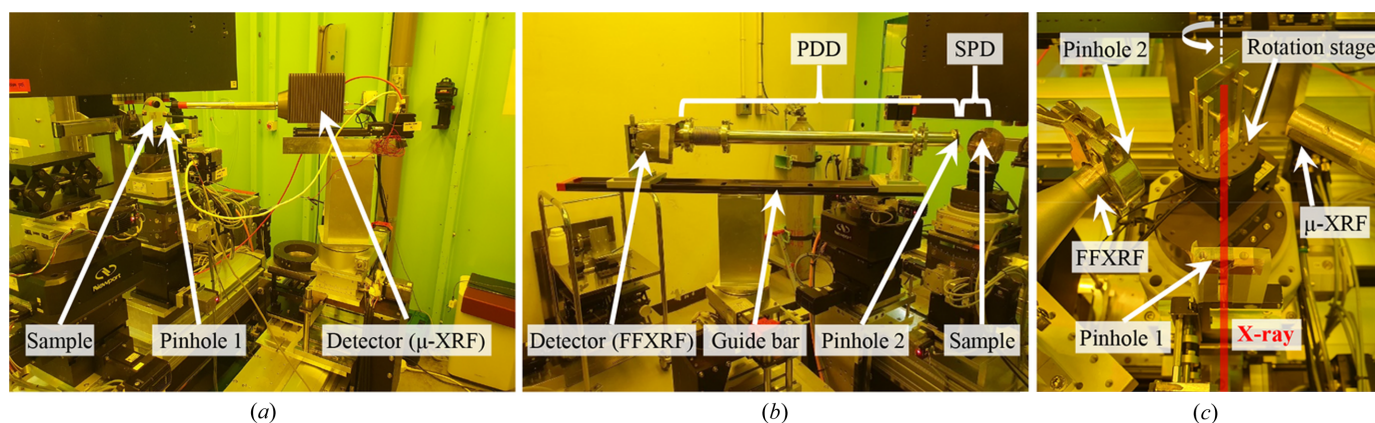 Sample
Pinhole 1
Detector (μ-XRF)
Newport
(a)
PDD
SPD
Detector (FFXRF)
Guide bar
Pinhole 2
Sample
(b)
Pinhole 2
Rotation stage
FFXRF
μ-XRF
Pinhole 1
X-ray
(c)